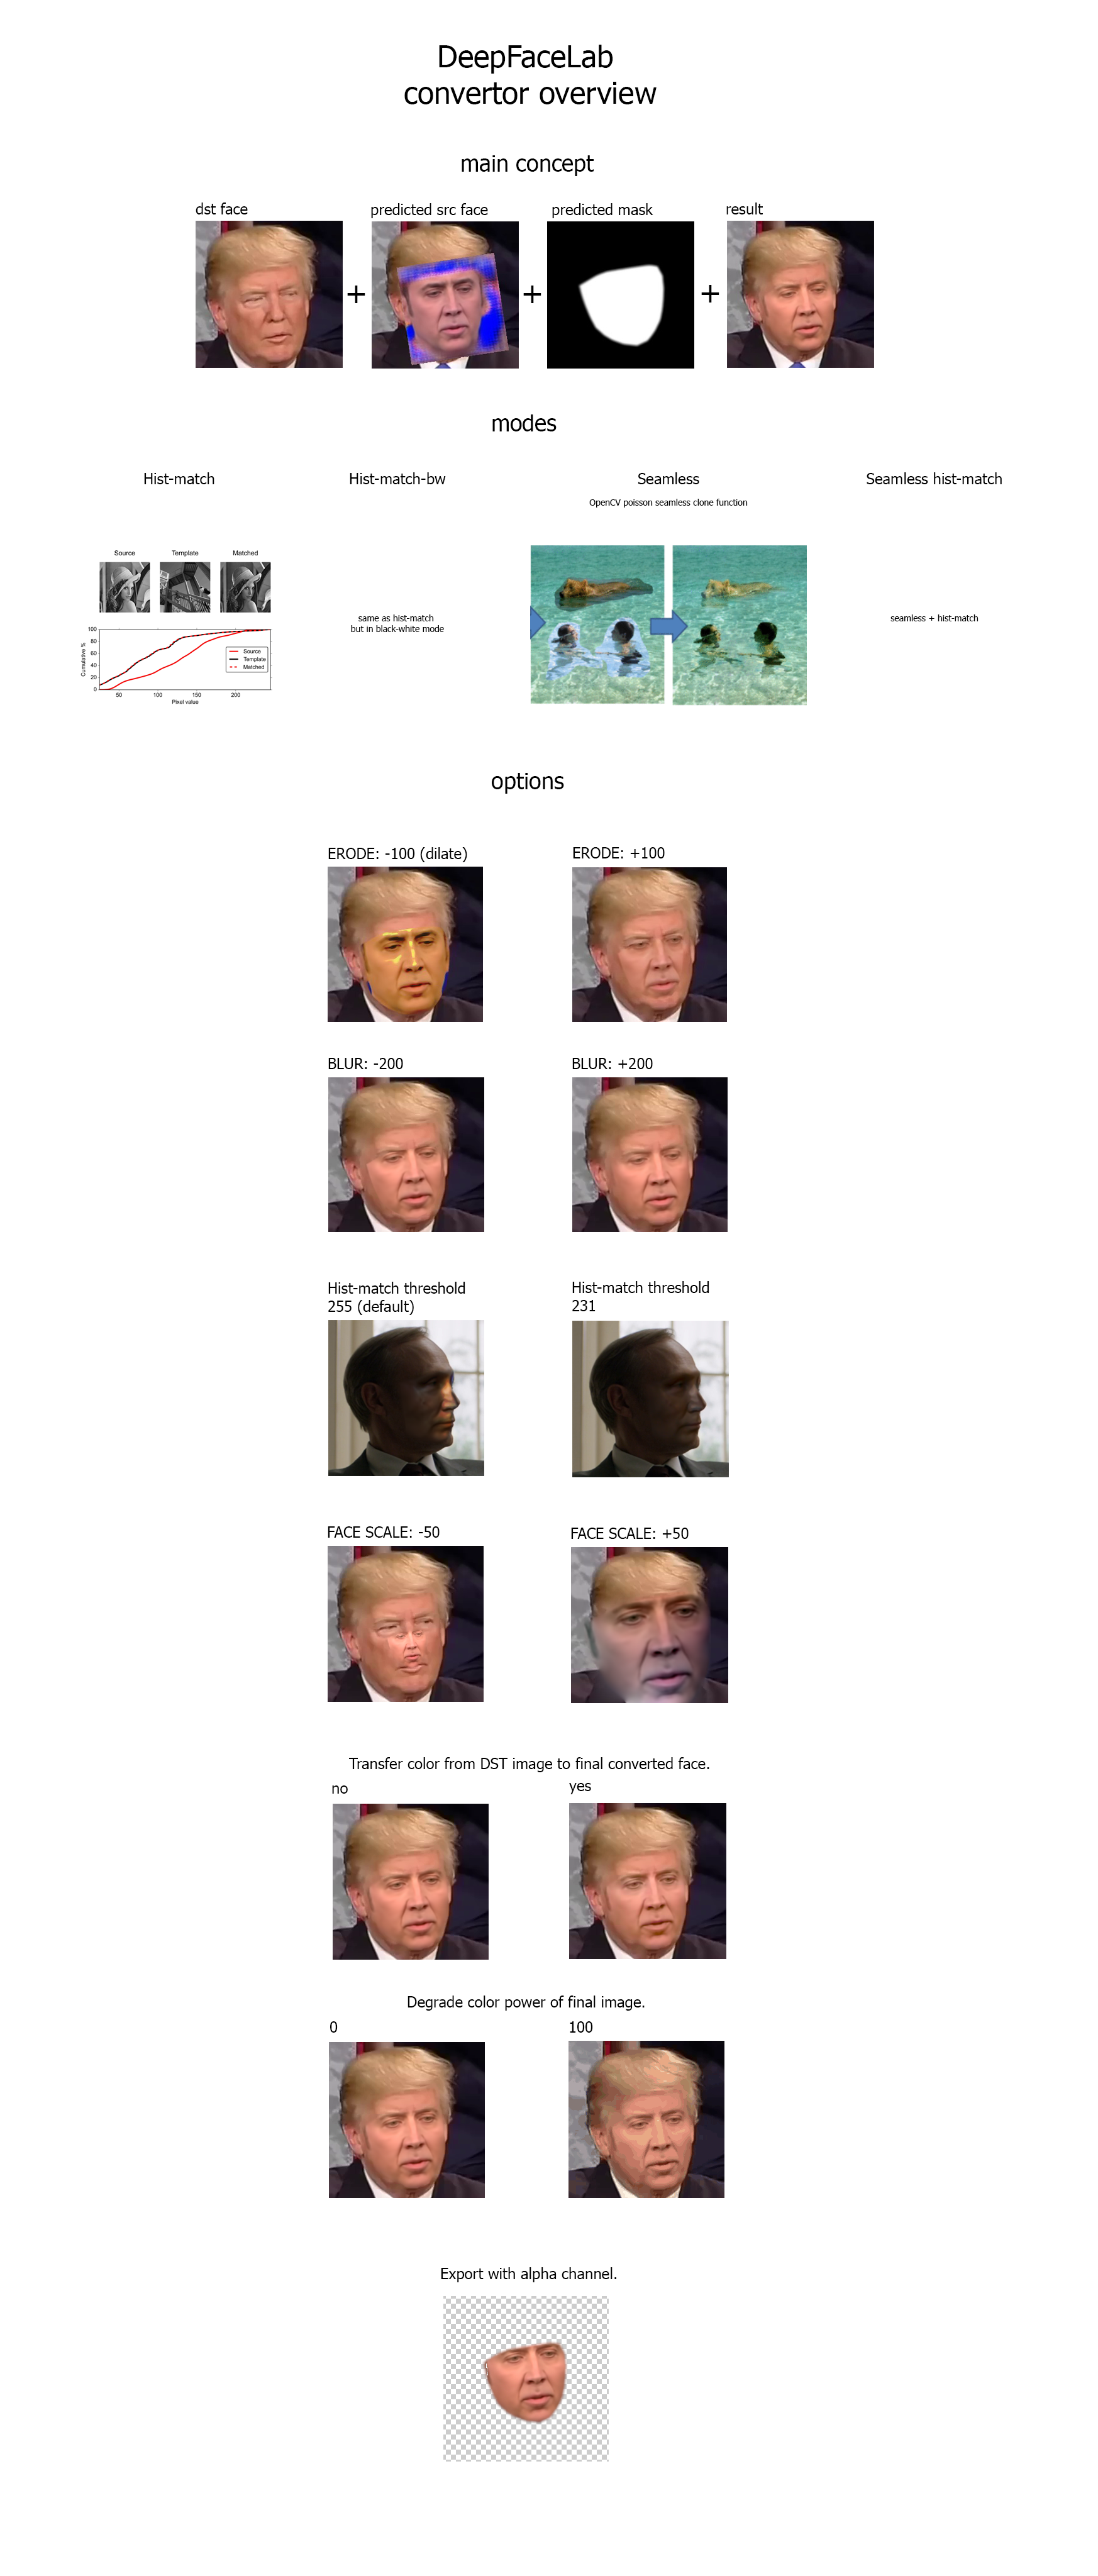 DeepFaceLab
convertor overview
main concept
dst face
predicted src face
predicted mask
result
+
+
+
modes
Hist-match
Hist-match-bw
Seamless
Seamless hist-match
OpenCV poisson seamless clone function
Source
Template
Matched
100
80
60
40
20
0
Cumulative %
50
100
150
200
Pixel value
Source
Template
Matched
same as hist-match
but in black-white mode
seamless + hist-match
options
ERODE: -100 (dilate)
ERODE: +100
BLUR: -200
BLUR: +200
Hist-match threshold
255 (default)
Hist-match threshold
231
FACE SCALE: -50
FACE SCALE: +50
Transfer color from DST image to final converted face.
no
yes
Degrade color power of final image.
0
100
Export with alpha channel.